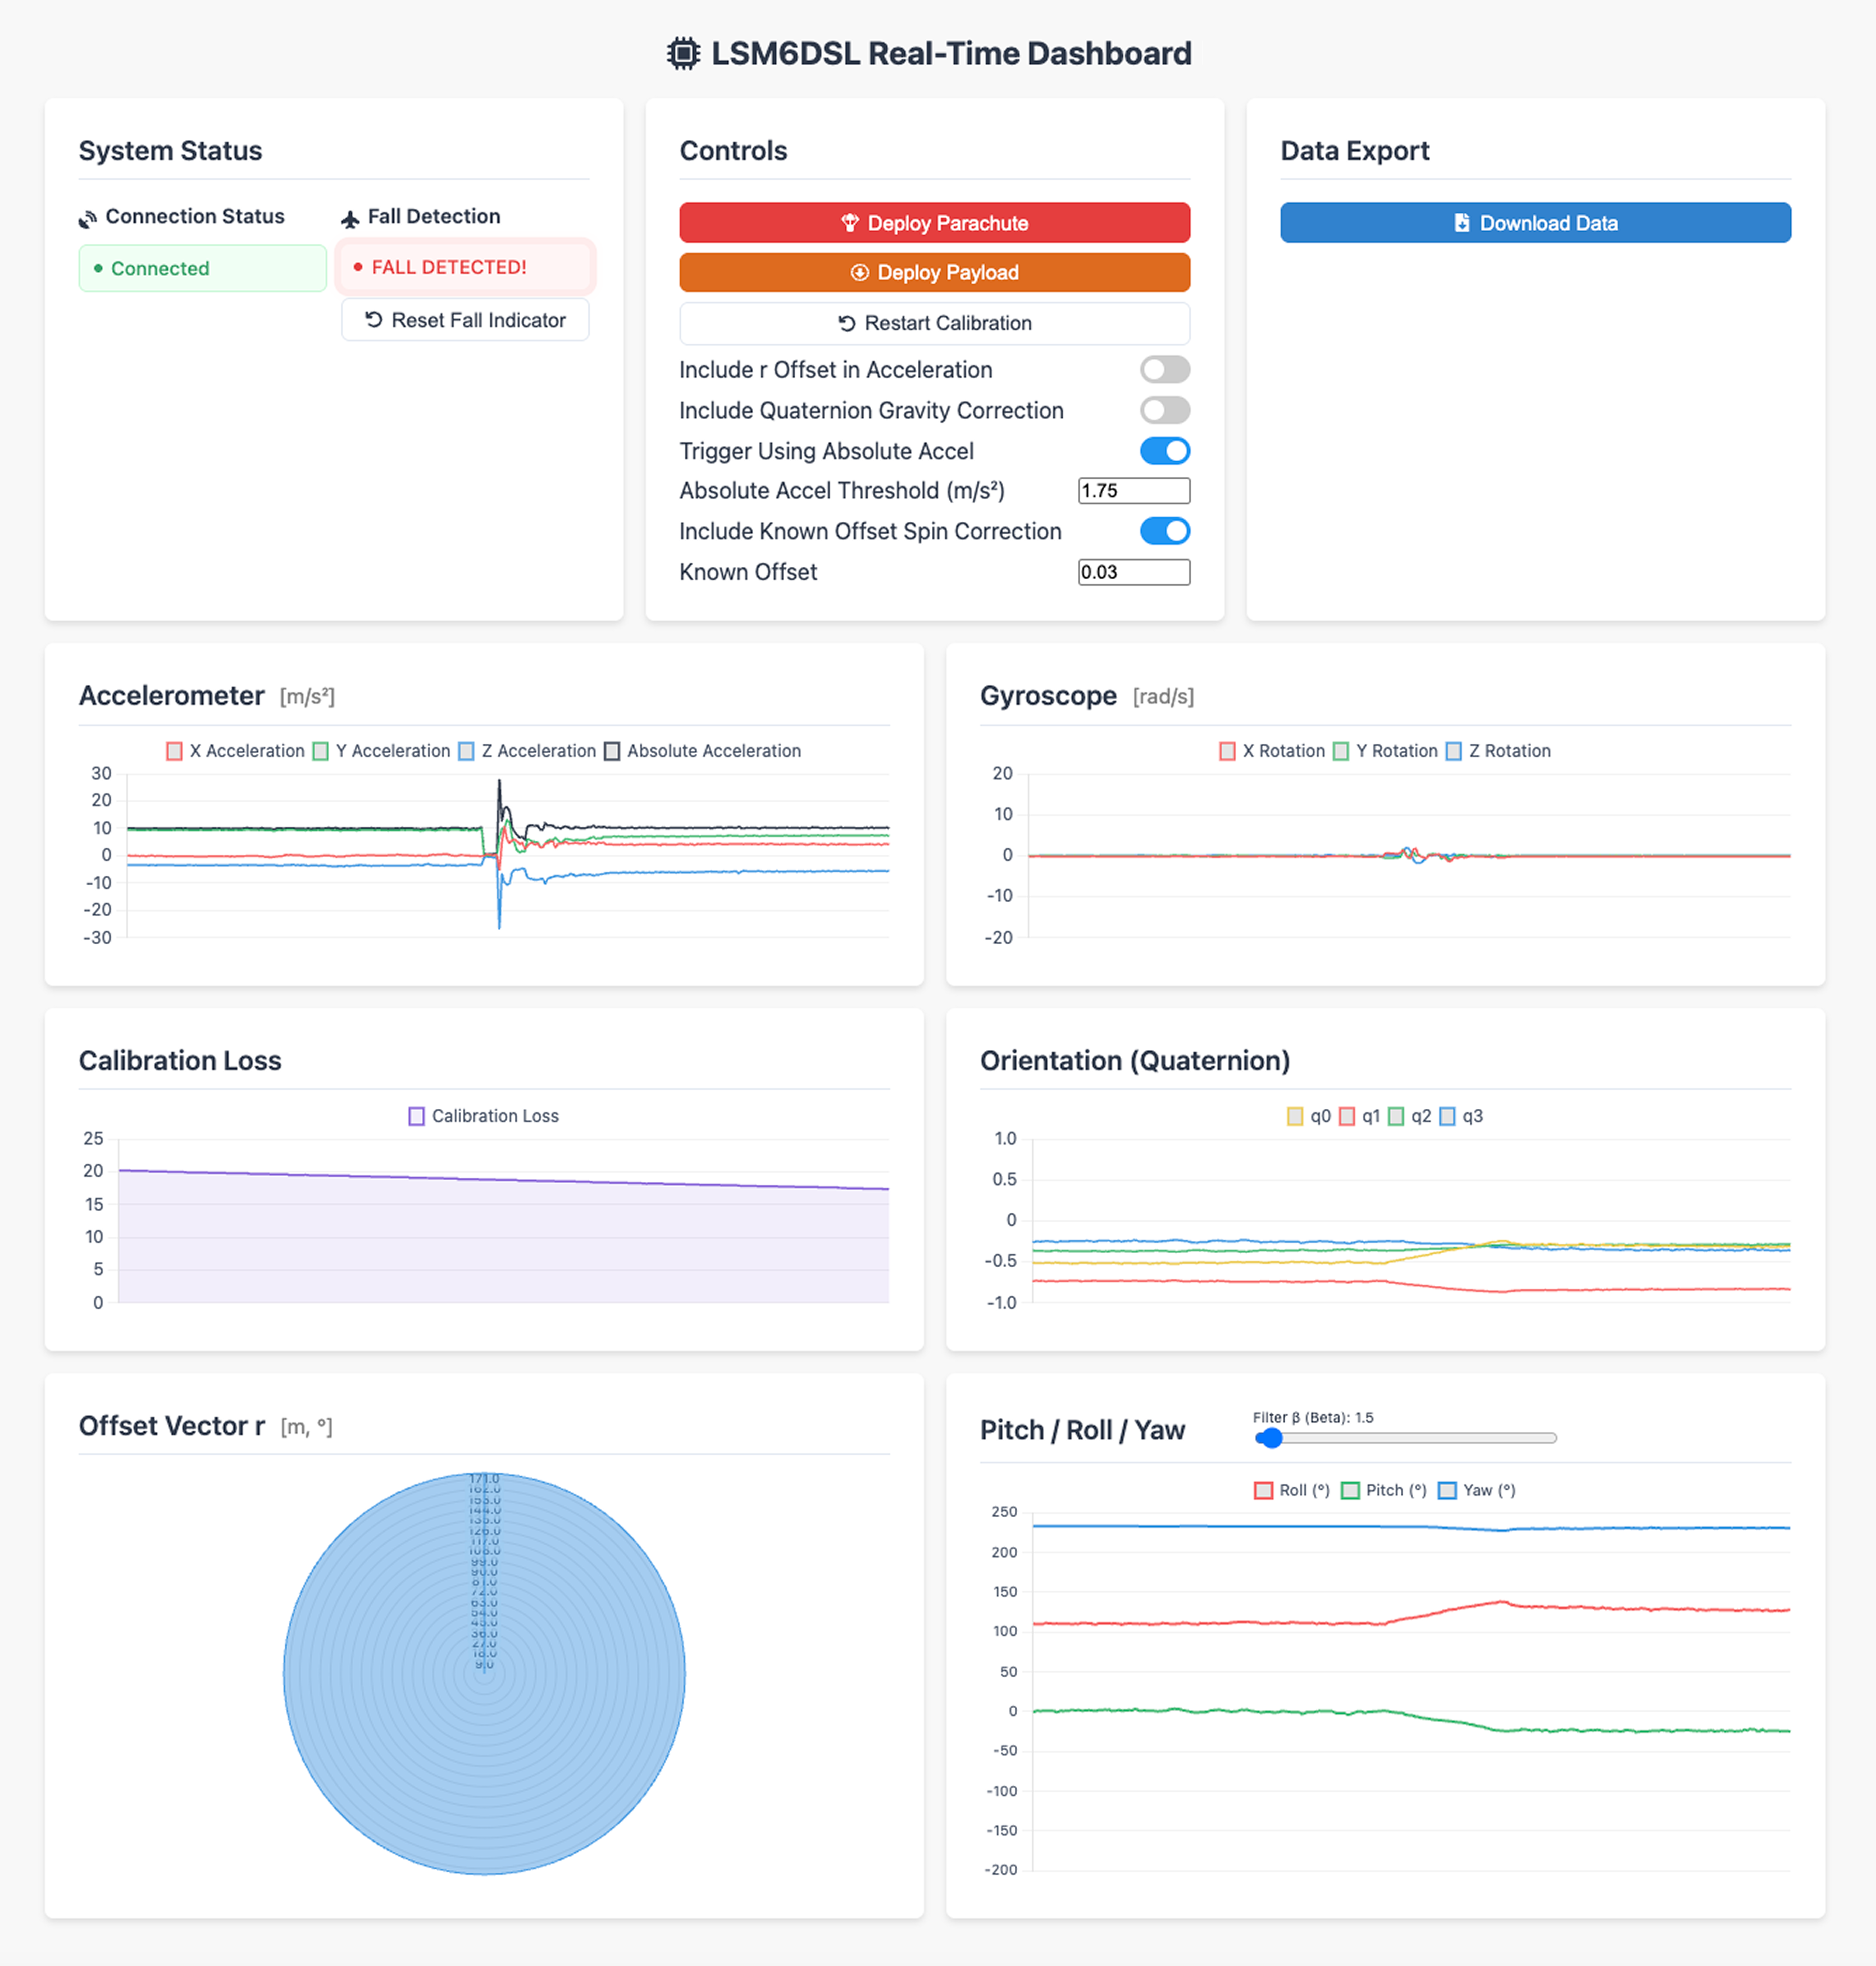 LSM6DSL Real-Time Dashboard
System Status
Connection Status
Connected
Fall Detection
FALL DETECTED!
Reset Fall Indicator
Controls
Deploy Parachute
Deploy Payload
Restart Calibration
Include r Offset in Acceleration
Include Quaternion Gravity Correction
Trigger Using Absolute Accel
Absolute Accel Threshold (m/s²) 1.75
Include Known Offset Spin Correction
Known Offset 0.03
Data Export
Download Data
Accelerometer [m/s²]
X Acceleration Y Acceleration Z Acceleration Absolute Acceleration
30
20
10
0
-10
-20
-30
Gyroscope [rad/s]
X Rotation Y Rotation Z Rotation
20
10
0
-10
-20
Calibration Loss
Calibration Loss
25
20
15
10
5
0
Orientation (Quaternion)
q0 q1 q2 q3
1.0
0.5
0
-0.5
-1.0
Offset Vector r [m, °]
171.0
162.0
153.0
144.0
135.0
126.0
117.0
108.0
99.0
90.0
81.0
72.0
63.0
54.0
45.0
36.0
27.0
18.0
9.0
Pitch / Roll / Yaw
Filter β (Beta): 1.5
Roll (°) Pitch (°) Yaw (°)
250
200
150
100
50
0
-50
-100
-150
-200